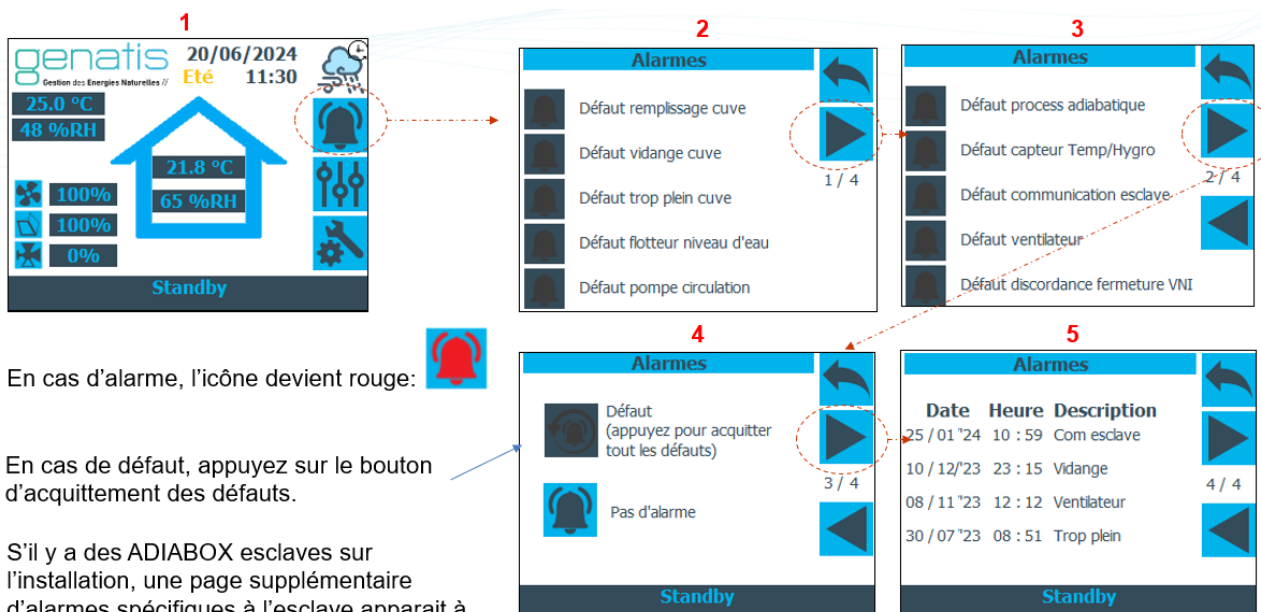 1
genatis
Gestion des Energies Naturelles //
20/06/2024
Eté 11:30
25.0 °C
48 %RH
21.8 °C
65 %RH
100%
100%
0%
Standby
2
Alarmes
Défaut remplissage cuve
Défaut vidange cuve
Défaut trop plein cuve
Défaut flotteur niveau d'eau
Défaut pompe circulation
1 / 4
3
Alarmes
Défaut process adiabatique
Défaut capteur Temp/Hygro
Défaut communication esclave
Défaut ventilateur
Défaut discordance fermeture VNI
2 / 4
En cas d'alarme, l'icône devient rouge:
En cas de défaut, appuyez sur le bouton
d'acquittement des défauts.
S'il y a des ADIABOX esclaves sur
l'installation, une page supplémentaire
d'alarmes spécifiques à l'esclave apparait à
4
Alarmes
Défaut
(appuyez pour acquitter
tout les défauts)
Pas d'alarme
3 / 4
Standby
5
Alarmes
Date Heure Description
25 / 01 "24 10 : 59 Com esclave
10 / 12/"23 23 : 15 Vidange
08 / 11 "23 12 : 12 Ventilateur
30 / 07 "23 08 : 51 Trop plein
4 / 4
Standby